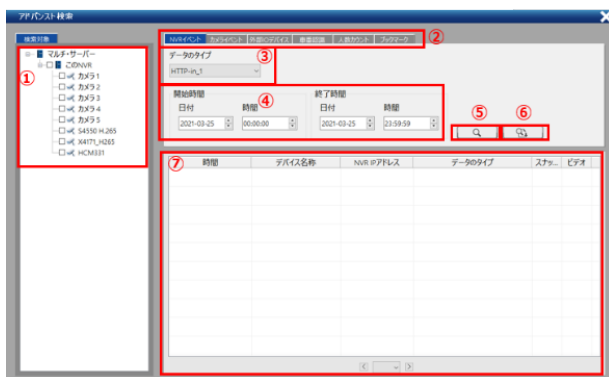 アドバンスト検索
検索対象
マルチ・サーバー
このNVR
カメラ1
カメラ2
カメラ3
カメラ4
カメラ5
S4550 H.265
X4171_H265
HCM331
①
NVRイベント カメライベント 外部IOデバイス 車番認識 人数カウント ブックマーク
②
データのタイプ
③
HTTP-in_1
開始時間 終了時間
日付 時間 日付 時間
④
2021-03-25 00:00:00 2021-03-25 23:59:59
⑤ ⑥
⑦
時間 デバイス名称 NVR IPアドレス データのタイプ スナッ... ビデオ